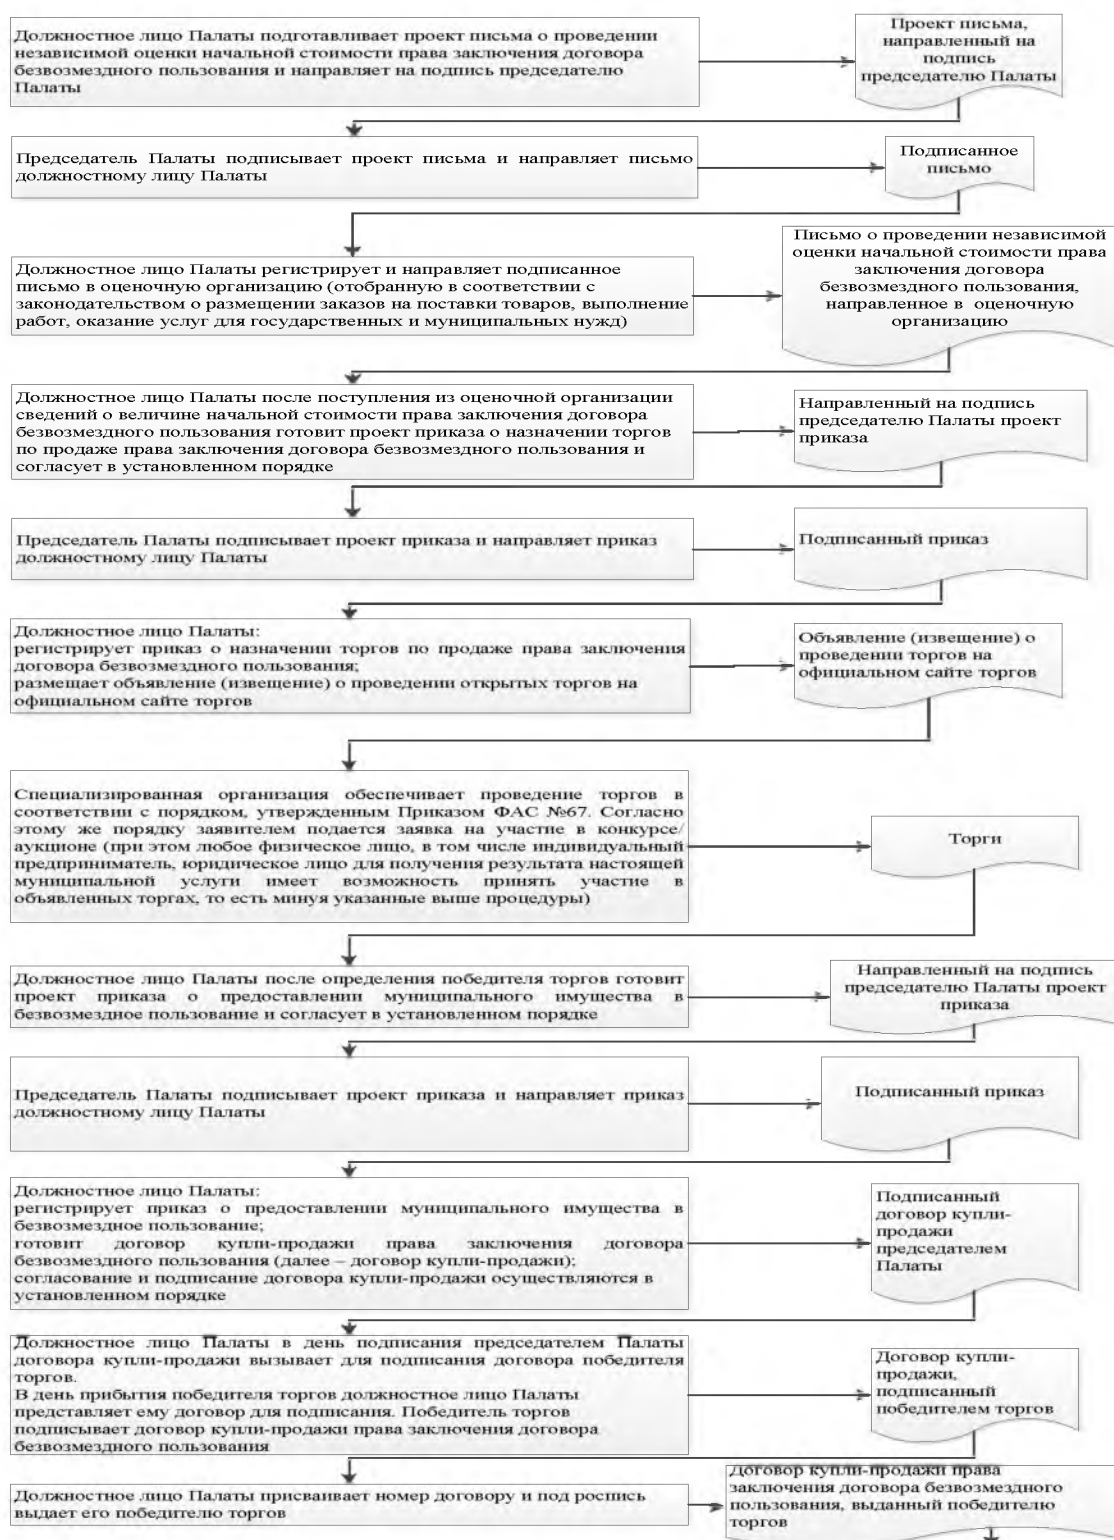 Должностное лицо Палаты подготавливает проект письма о проведении
независимой оценки начальной стоимости права заключения договора
безвозмездного пользования и направляет на подпись председателю
Палаты
Проект письма,
направленный на
подпись
председателю Палаты
Председатель Палаты подписывает проект письма и направляет письмо
должностному лицу Палаты
Подписанное
письмо
Должностное лицо Палаты регистрирует и направляет подписанное
письмо в оценочную организацию (отобранную в соответствии с
законодательством о размещении заказов на поставки товаров, выполнение
работ, оказание услуг для государственных и муниципальных нужд)
Письмо о проведении независимой
оценки начальной стоимости права
заключения договора
безвозмездного пользования,
направленное в оценочную
организацию
Должностное лицо Палаты после поступления из оценочной организации
сведений о величине начальной стоимости права заключения договора
безвозмездного пользования готовит проект приказа о назначении торгов
по продаже права заключения договора безвозмездного пользования и
согласует в установленном порядке
Направленный на подпись
председателю Палаты проект
приказа
Председатель Палаты подписывает проект приказа и направляет приказ
должностному лицу Палаты
Подписанный приказ
Должностное лицо Палаты:
регистрирует приказ о назначении торгов по продаже права заключения
договора безвозмездного пользования;
размещает объявление (извещение) о проведении открытых торгов на
официальном сайте торгов
Объявление (извещение) о
проведении торгов на
официальном сайте торгов
Специализированная организация обеспечивает проведение торгов в
соответствии с порядком, утвержденным Приказом ФАС №67. Согласно
этому же порядку заявителем подается заявка на участие в конкурсе/
аукционе (при этом любое физическое лицо, в том числе индивидуальный
предприниматель, юридическое лицо для получения результата настоящей
муниципальной услуги имеет возможность принять участие в
объявленных торгах, то есть минуя указанные выше процедуры)
Торги
Должностное лицо Палаты после определения победителя торгов готовит
проект приказа о предоставлении муниципального имущества в
безвозмездное пользование и согласует в установленном порядке
Направленный на подпись
председателю Палаты проект
приказа
Председатель Палаты подписывает проект приказа и направляет приказ
должностному лицу Палаты
Подписанный приказ
Должностное лицо Палаты:
регистрирует приказ о предоставлении муниципального имущества в
безвозмездное пользование;
готовит договор купли-продажи права заключения договора
безвозмездного пользования (далее – договор купли-продажи);
согласование и подписание договора купли-продажи осуществляются в
установленном порядке
Подписанный
договор купли-
продажи
председателем
Палаты
Должностное лицо Палаты в день подписания председателем Палаты
договора купли-продажи вызывает для подписания договора победителя
торгов.
В день прибытия победителя торгов должностное лицо Палаты
представляет ему договор для подписания. Победитель торгов
подписывает договор купли-продажи права заключения договора
безвозмездного пользования
Договор купли-
продажи,
подписанный
победителем торгов
Должностное лицо Палаты присваивает номер договору и под роспись
выдает его победителю торгов
Договор купли-продажи права
заключения договора безвозмездного
пользования, выданный победителю
торгов